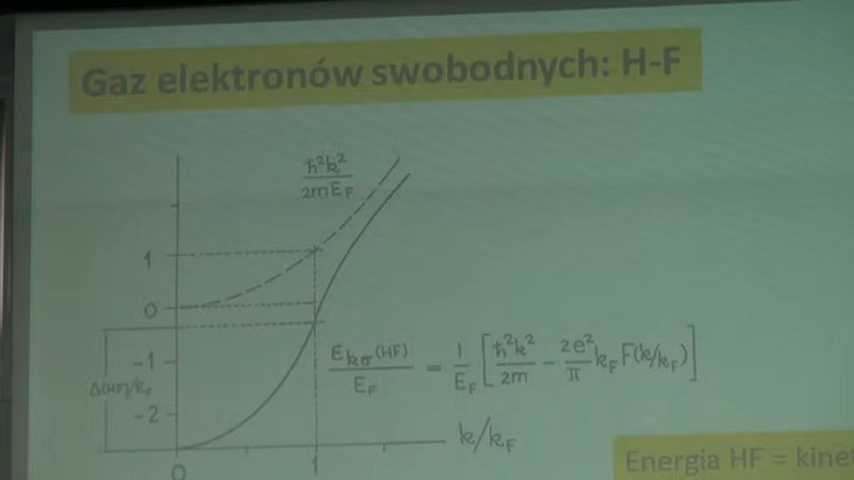 Gaz elektronów swobodnych: H-F
ħ²k²
2mE_F
1
0
-1
Δ(HF)/E_F
-2
E_kσ(HF) / E_F = 1/E_F [ħ²k²/2m - 2e²/π k_F F(k/k_F)]
k/k_F
0 1
Energia HF = kinet